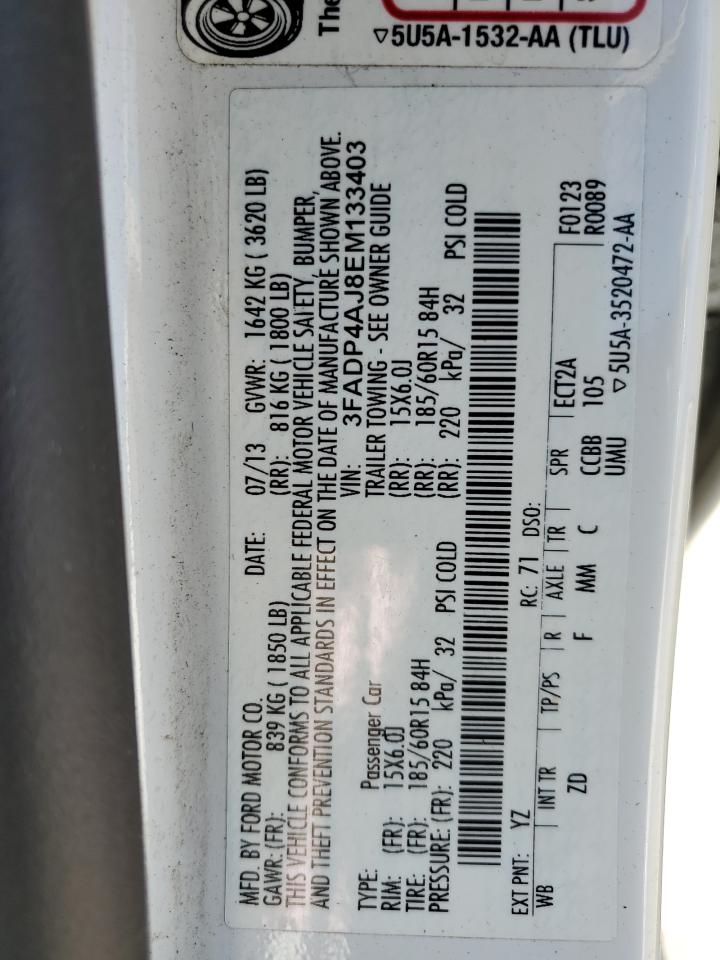 The
▽5U5A-1532-AA (TLU)
MFD. BY FORD MOTOR CO. DATE: 07/13 GVWR: 1642 KG ( 3620 LB)
GAWR: (FR): 839 KG ( 1850 LB) (RR): 816 KG ( 1800 LB)
THIS VEHICLE CONFORMS TO ALL APPLICABLE FEDERAL MOTOR VEHICLE SAFETY, BUMPER,
AND THEFT PREVENTION STANDARDS IN EFFECT ON THE DATE OF MANUFACTURE SHOWN ABOVE.
VIN: 3FADP4AJ8EM133403
TYPE: Passenger Car TRAILER TOWING - SEE OWNER GUIDE
RIM: (FR): 15X6.0J (RR): 15X6.0J
TIRE: (FR): 185/60R15 84H (RR): 185/60R15 84H
PRESSURE: (FR): 220 kPa/ 32 PSI COLD (RR): 220 kPa/ 32 PSI COLD
EXT PNT: YZ RC: 71 DSO:
WB INT TR TP/PS R AXLE TR SPR ECT2A F0123
ZD F MM C CCBB 105 R0089
UMU ▽5U5A-3520472-AA